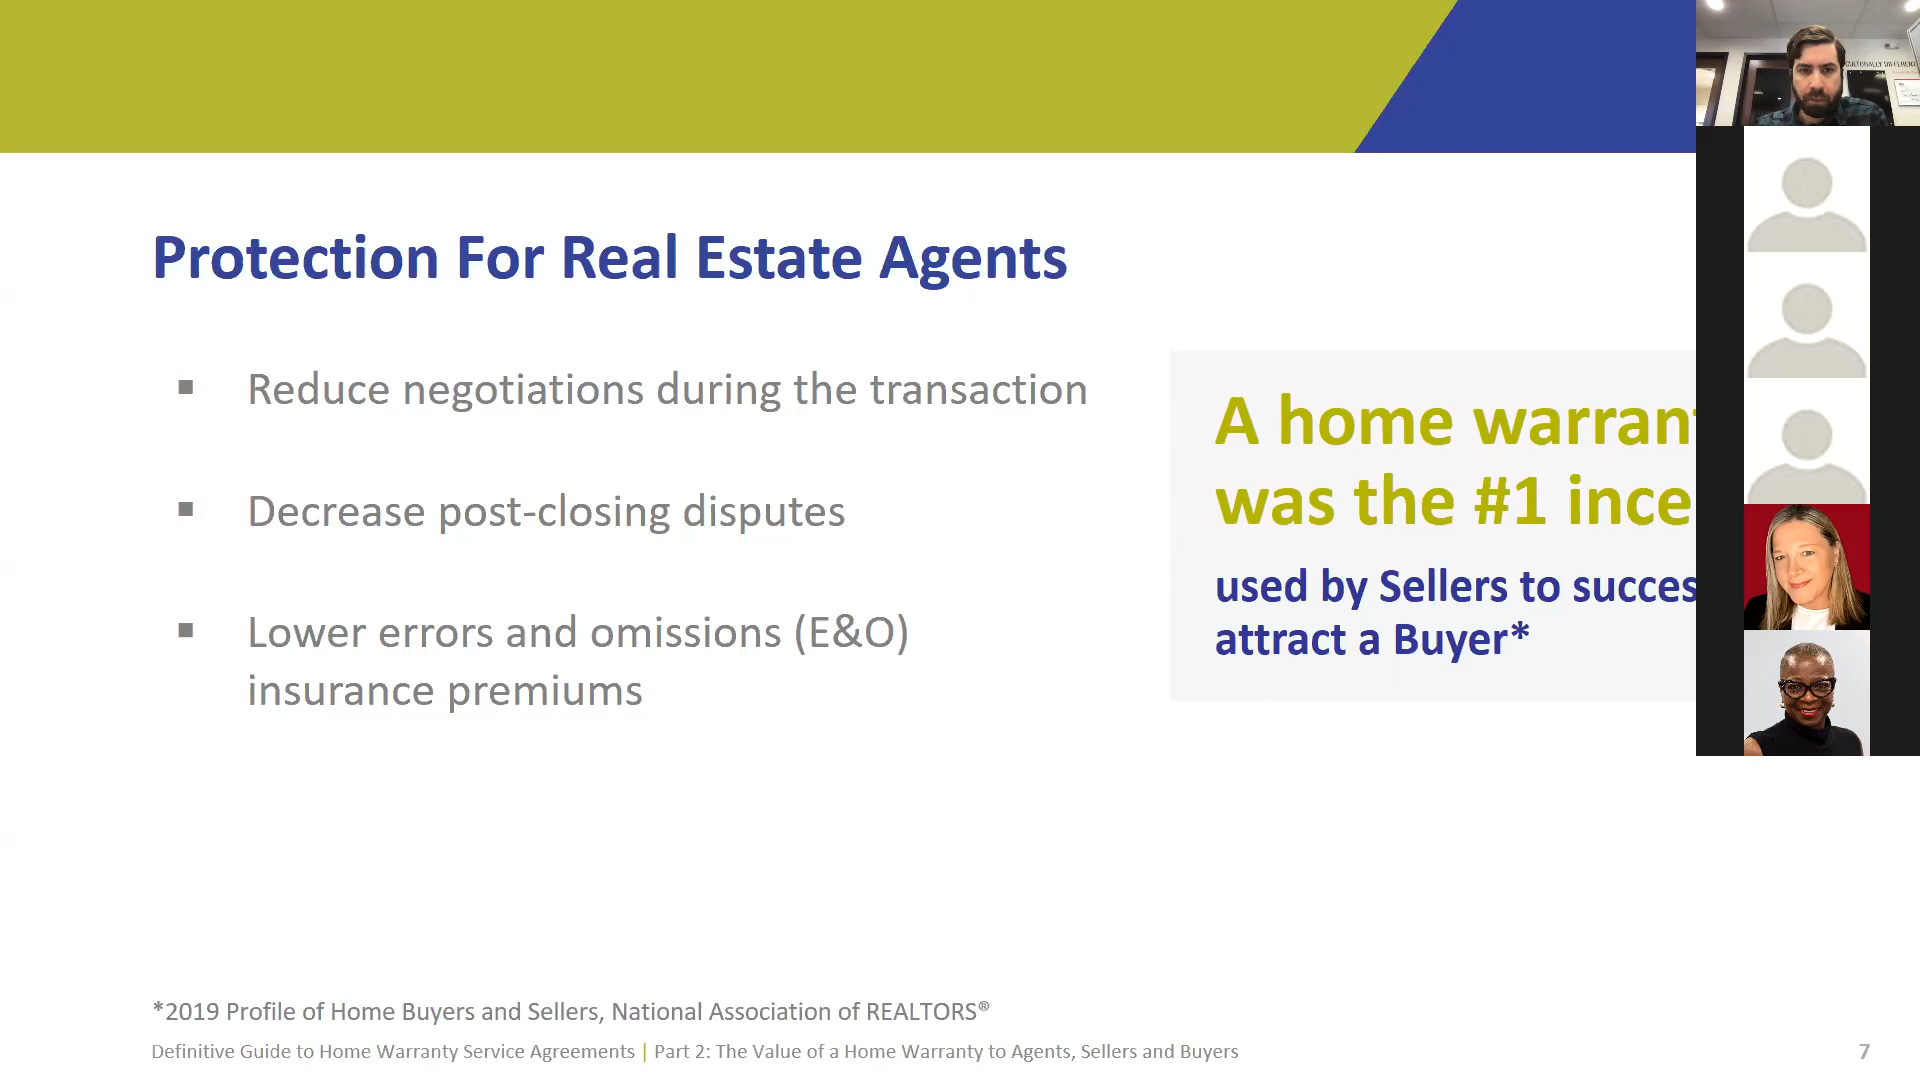 CULTURALLY DIFFERENT
Protection For Real Estate Agents
▪ Reduce negotiations during the transaction
▪ Decrease post-closing disputes
▪ Lower errors and omissions (E&O)
insurance premiums
A home warran
was the #1 ince
used by Sellers to succes
attract a Buyer*
*2019 Profile of Home Buyers and Sellers, National Association of REALTORS®
Definitive Guide to Home Warranty Service Agreements | Part 2: The Value of a Home Warranty to Agents, Sellers and Buyers
7